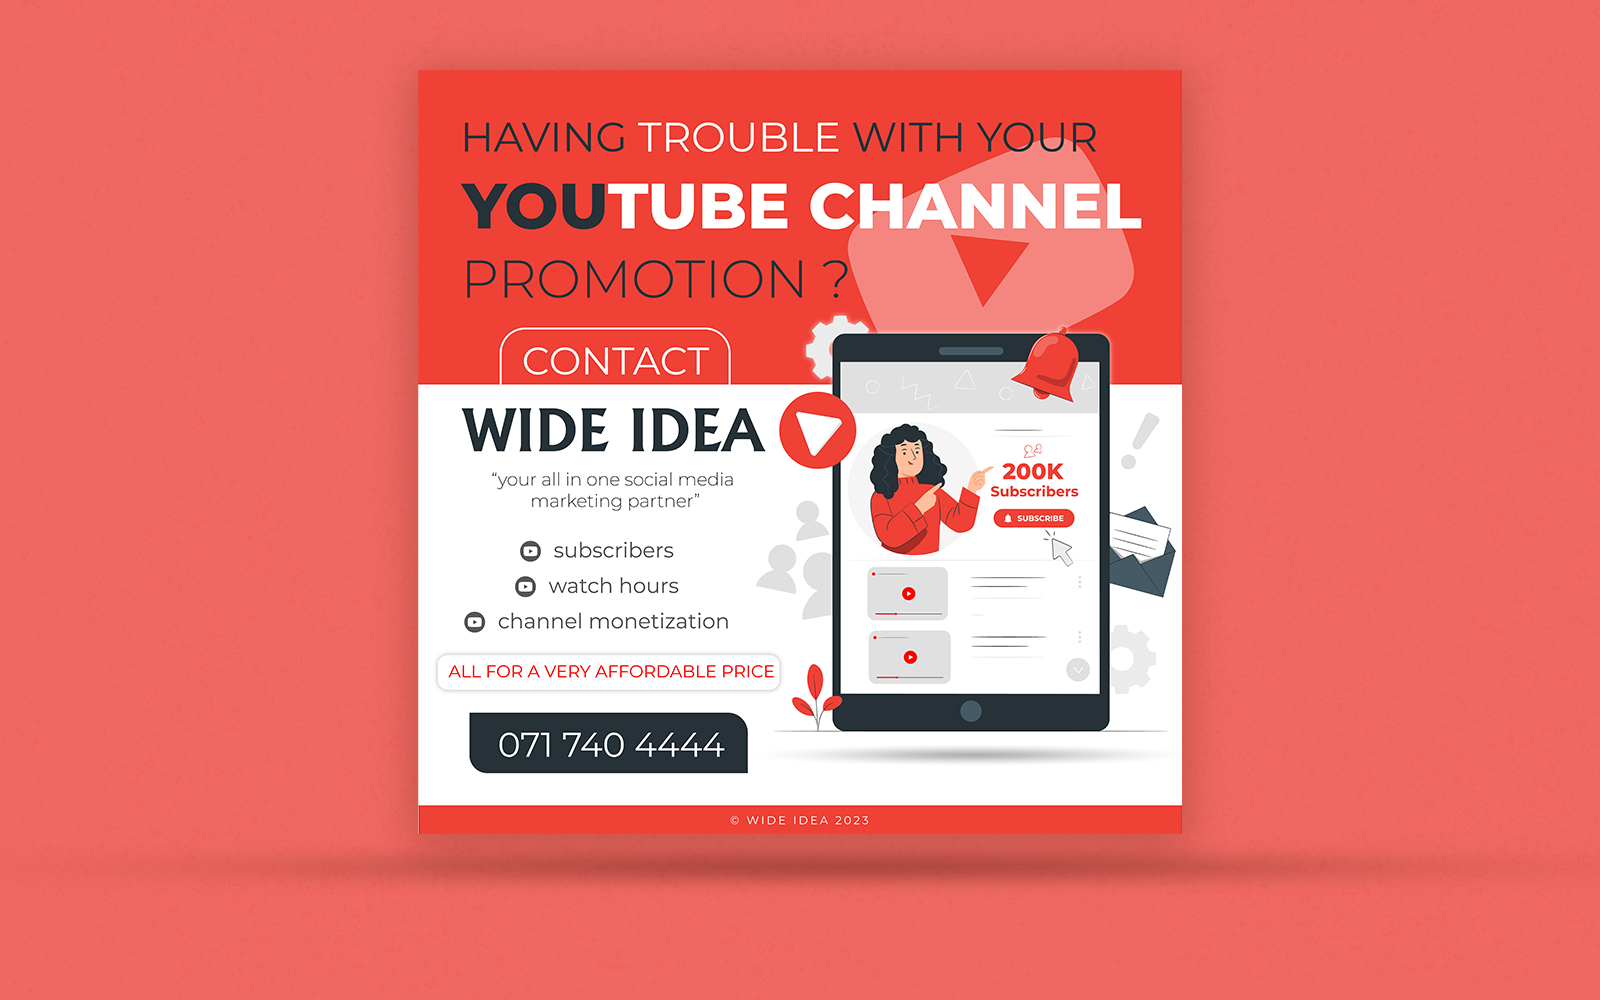 HAVING TROUBLE WITH YOUR
YOUTUBE CHANNEL
PROMOTION ?
CONTACT
WIDE IDEA
“your all in one social media
marketing partner”
subscribers
watch hours
channel monetization
ALL FOR A VERY AFFORDABLE PRICE
071 740 4444
200K
Subscribers
SUBSCRIBE
© WIDE IDEA 2023